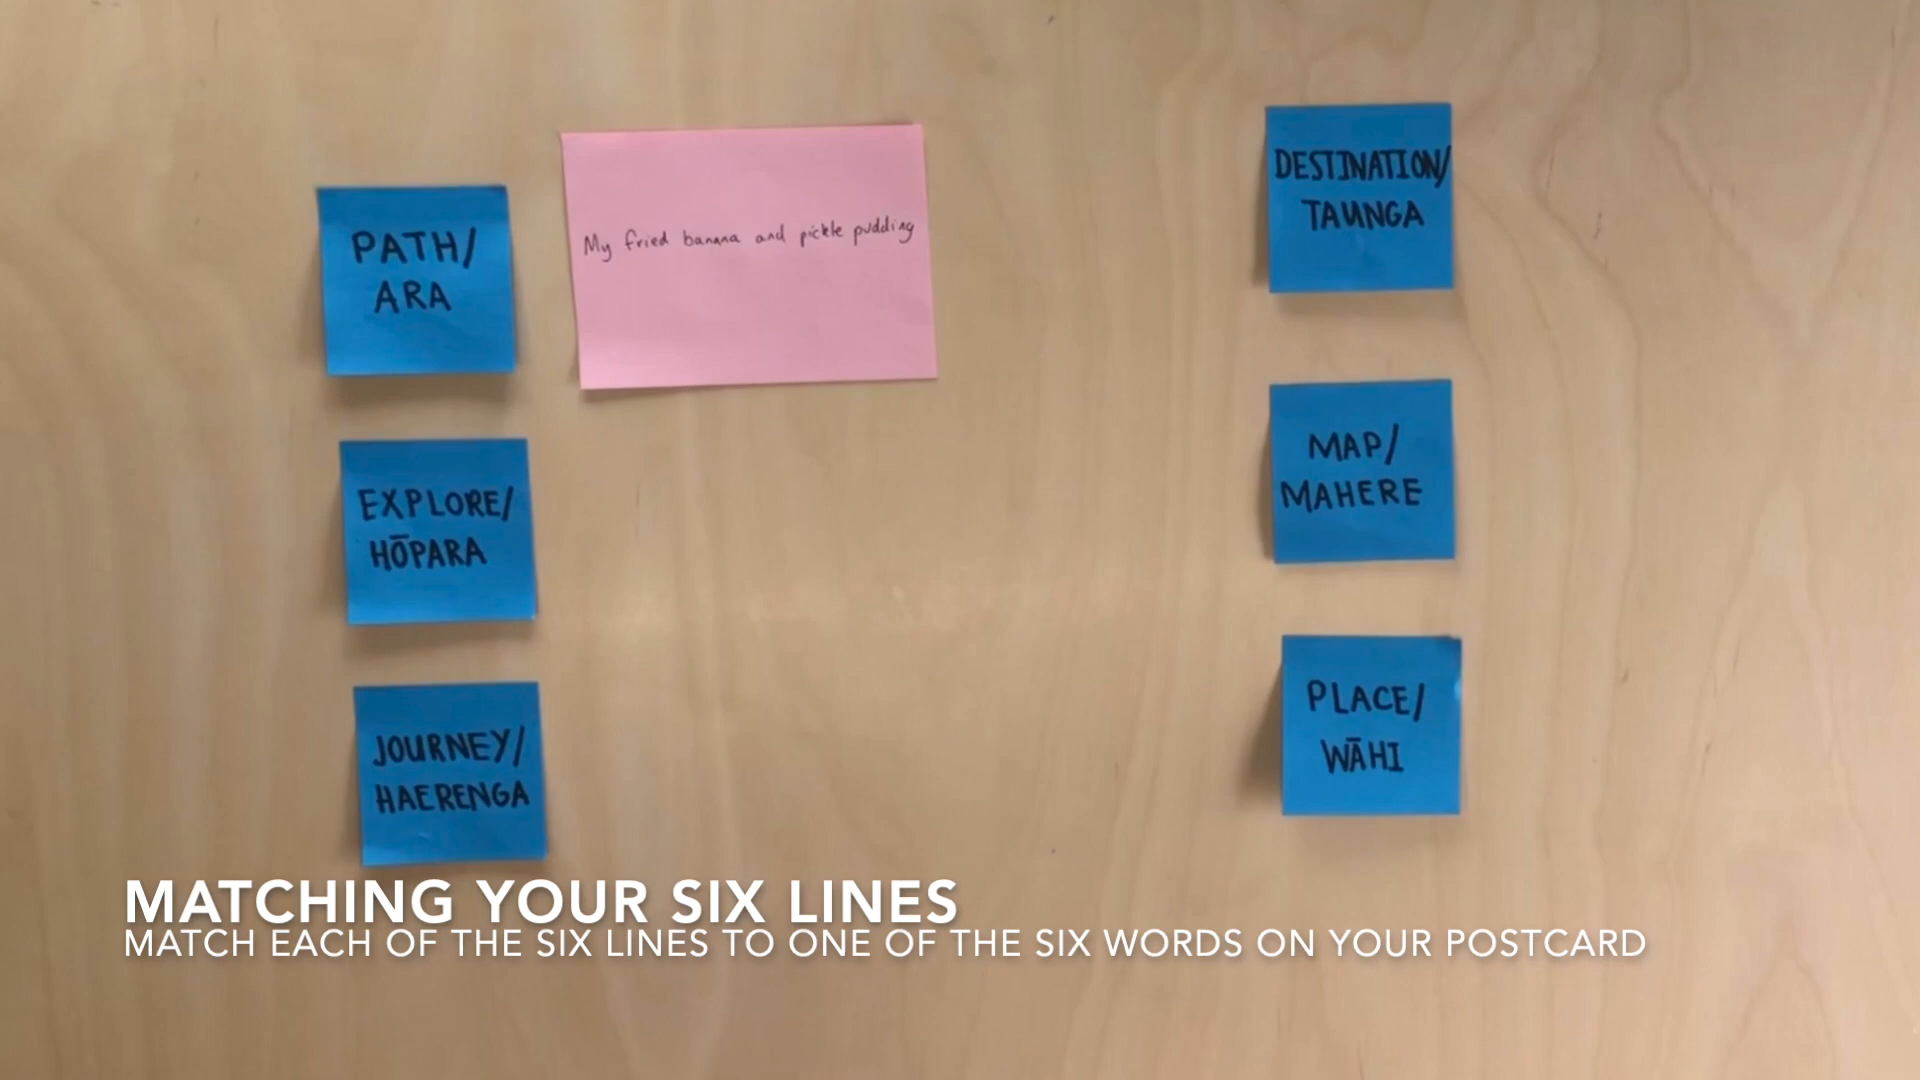 PATH/
ARA
My fried banana and pickle pudding
DESTINATION/
TAUNGA
EXPLORE/
HŌPARA
MAP/
MAHERE
JOURNEY/
HAERENGA
PLACE/
WĀHI
MATCHING YOUR SIX LINES
MATCH EACH OF THE SIX LINES TO ONE OF THE SIX WORDS ON YOUR POSTCARD